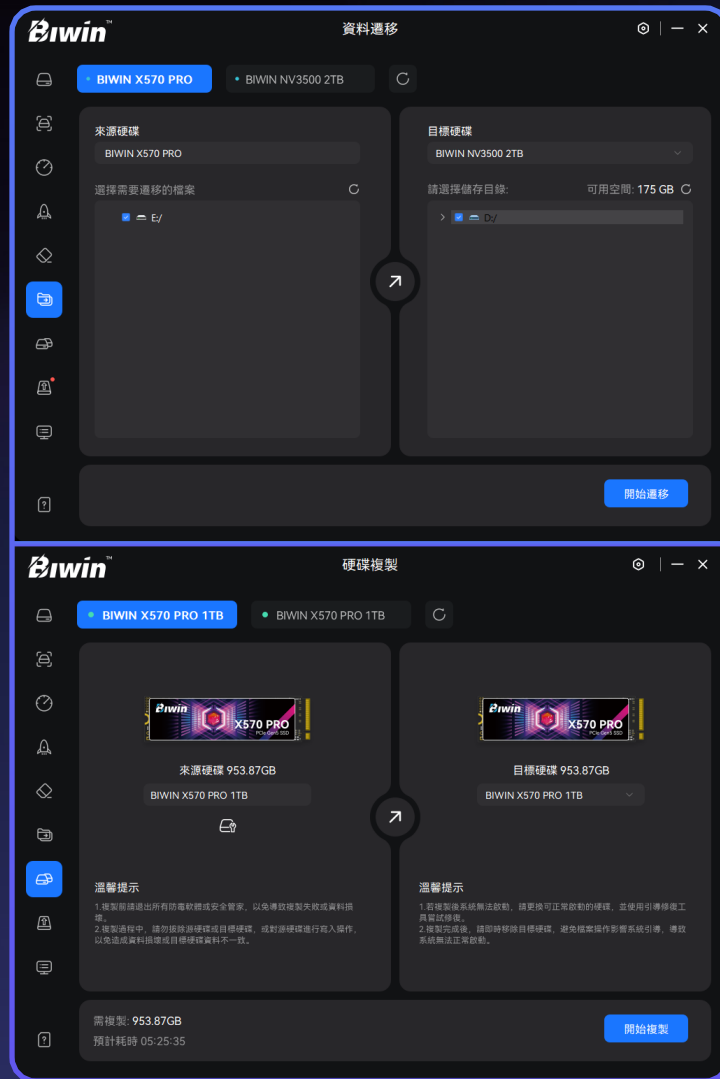 Biwin™
資料遷移
BIWIN X570 PRO
BIWIN NV3500 2TB
來源硬碟
BIWIN X570 PRO
選擇需要遷移的檔案
E:/
目標硬碟
BIWIN NV3500 2TB
請選擇儲存目錄:
可用空間: 175 GB
D:/
開始遷移
Biwin™
硬碟複製
BIWIN X570 PRO 1TB
BIWIN X570 PRO 1TB
Biwin
X570 PRO
PCIe Gen5 SSD
來源硬碟 953.87GB
BIWIN X570 PRO 1TB
溫馨提示
1.複製前請退出所有防毒軟體或安全管家，以免導致複製失敗或資料損
壞。
2.複製過程中，請勿拔除源硬碟或目標硬碟，或對源硬碟進行寫入操作，
以免造成資料損壞或目標硬碟資料不一致。
Biwin
X570 PRO
PCIe Gen5 SSD
目標硬碟 953.87GB
BIWIN X570 PRO 1TB
溫馨提示
1.若複製後系統無法啟動，請更換可正常啟動的硬碟，並使用引導修復工
具嘗試修復。
2.複製完成後，請即時移除目標硬碟，避免檔案操作影響系統引導，導致
系統無法正常啟動。
需複製: 953.87GB
預計耗時 05:25:35
開始複製